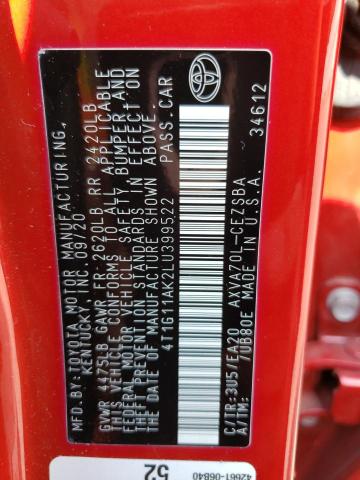 MFD. BY: TOYOTA MOTOR MANUFACTURING,
KENTUCKY, INC. 09/20
GVWR 4475LB GAWR FR 2620LB RR 2420LB
THIS VEHICLE CONFORMS TO ALL APPLICABLE
FEDERAL MOTOR VEHICLE SAFETY, BUMPER, AND
THEFT PREVENTION STANDARDS IN EFFECT ON
THE DATE OF MANUFACTURE SHOWN ABOVE.
4T1G11AK2LU399522 PASS.CAR
C/TR:3U5/EA20 AXVA70L-CEZSBA
A/TM: 7UB80E MADE IN U.S.A. 34612
42661-06B40
52